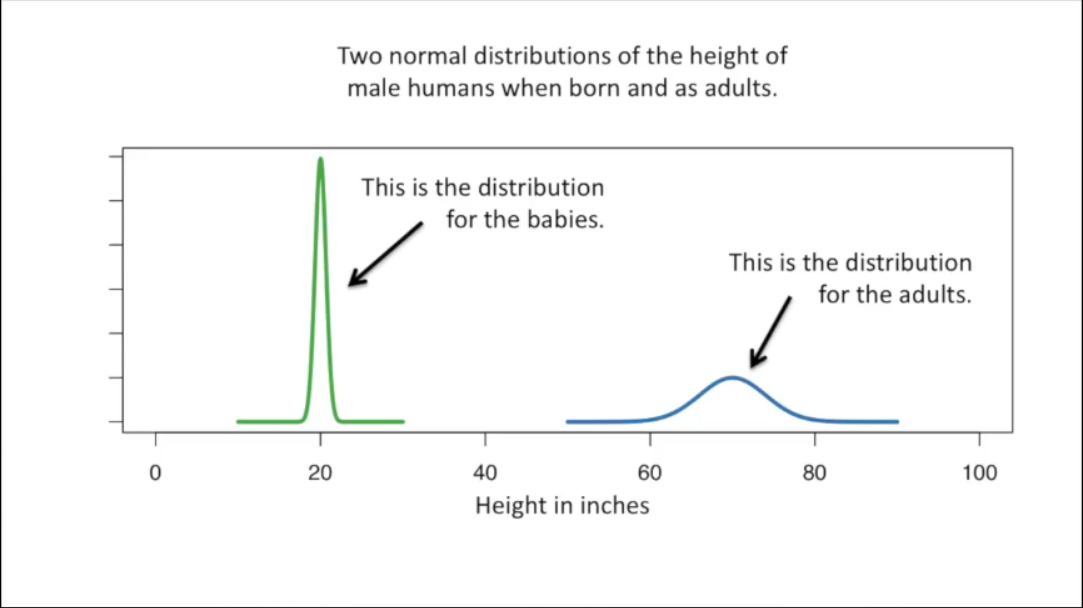 Two normal distributions of the height of
male humans when born and as adults.
This is the distribution
for the babies.
This is the distribution
for the adults.
0 20 40 60 80 100
Height in inches